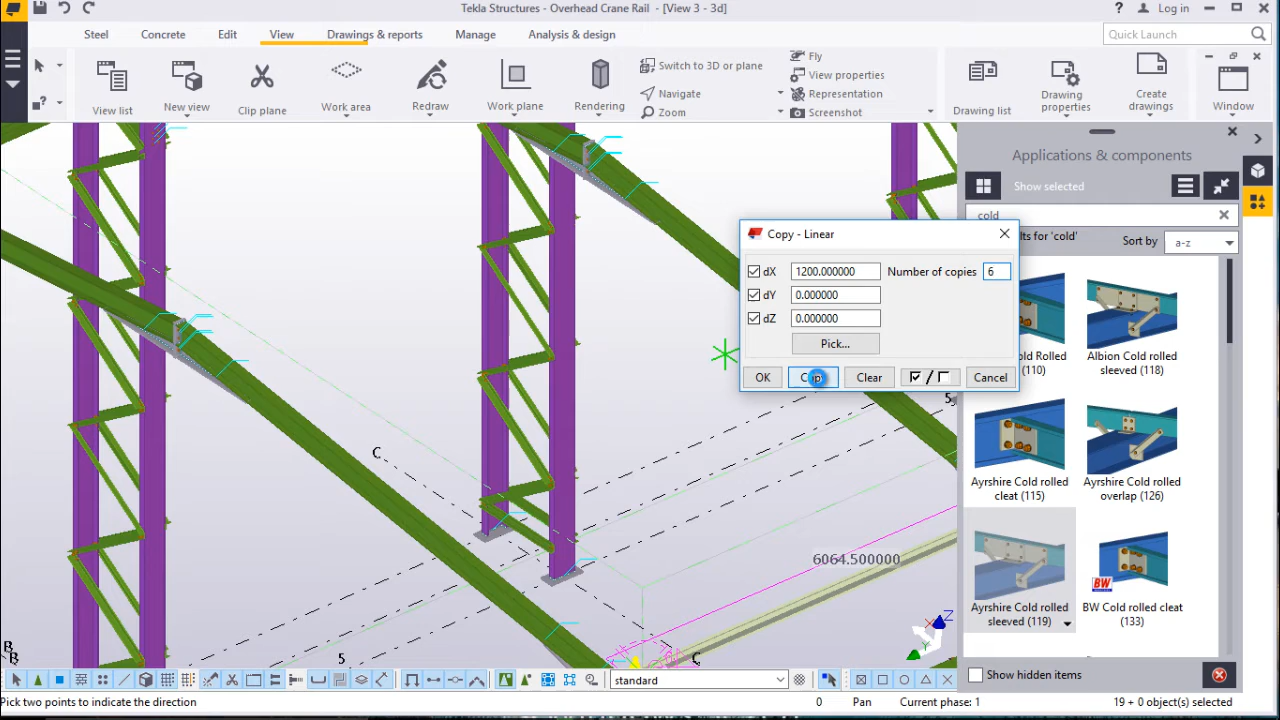 Tekla Structures - Overhead Crane Rail - [View 3 - 3d]
? Log in
Steel Concrete Edit View Drawings & reports Manage Analysis & design Quick Launch
View list New view Clip plane Work area Redraw Work plane Rendering
Switch to 3D or plane
Navigate
Zoom
Fly
View properties
Representation
Screenshot
Drawing list Drawing properties Create drawings Window
Applications & components
Show selected
cold
lts for 'cold' Sort by a-z
Copy - Linear
dX 1200.000000 Number of copies 6
dY 0.000000
dZ 0.000000
Pick...
OK Clear / Cancel
d Cold Rolled
(110)
Albion Cold rolled
sleeved (118)
Ayrshire Cold rolled
cleat (115)
Ayrshire Cold rolled
overlap (126)
Ayrshire Cold rolled
sleeved (119)
BW
BW Cold rolled cleat
(133)
C
5
6064.500000
Z
B
B
5
C
standard
Show hidden items
Pick two points to indicate the direction 0 Pan Current phase: 1 19 + 0 object(s) selected